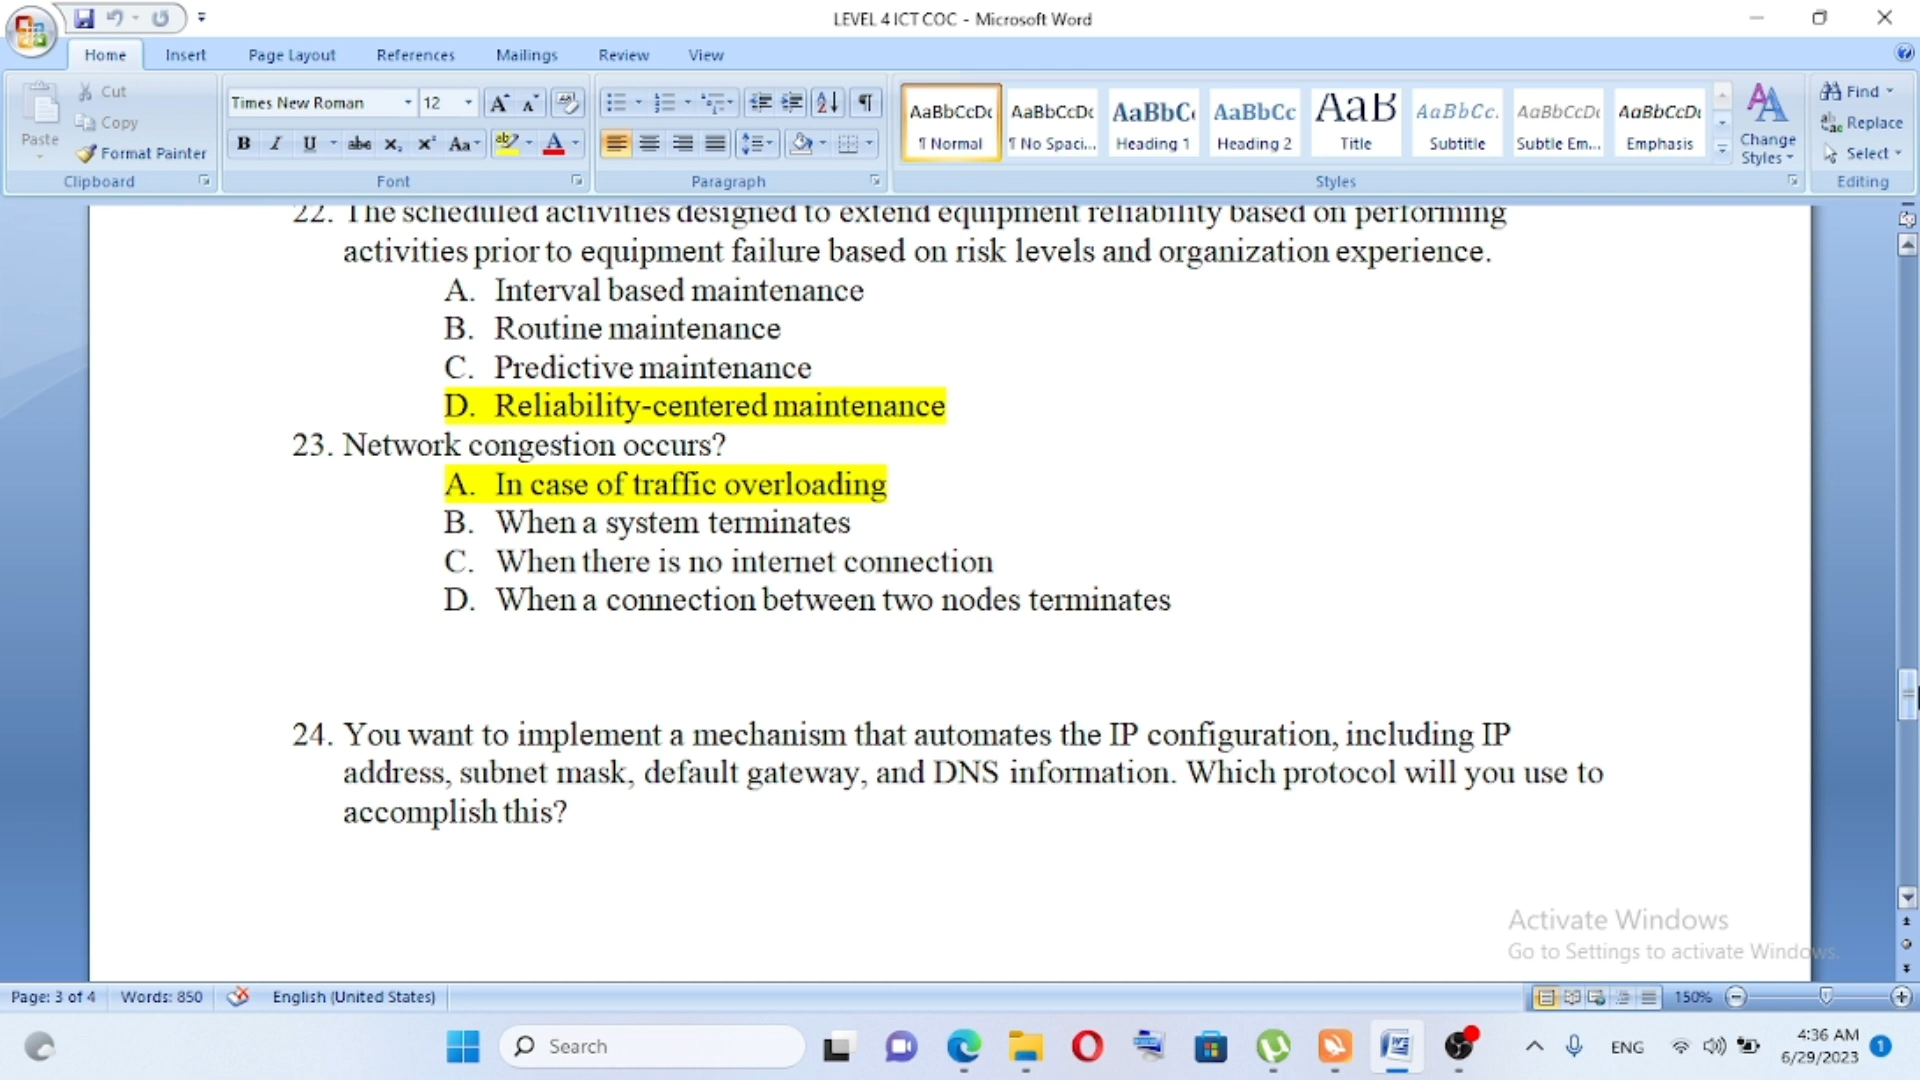 LEVEL 4 ICT COC - Microsoft Word
Home Insert Page Layout References Mailings Review View
Paste
Cut
Copy
Format Painter
Clipboard
Times New Roman 12
B I U abc X₂ X² Aa
Font
Paragraph
AaBbCcDc AaBbCcDc AaBbC AaBbCc AaB AaBbCc. AaBbCcDc AaBbCcDc
¶ Normal ¶ No Spaci... Heading 1 Heading 2 Title Subtitle Subtle Em... Emphasis
Change Styles
Styles
Find
Replace
Select
Editing
22. The scheduled activities designed to extend equipment reliability based on performing
activities prior to equipment failure based on risk levels and organization experience.
A. Interval based maintenance
B. Routine maintenance
C. Predictive maintenance
D. Reliability-centered maintenance
23. Network congestion occurs?
A. In case of traffic overloading
B. When a system terminates
C. When there is no internet connection
D. When a connection between two nodes terminates
24. You want to implement a mechanism that automates the IP configuration, including IP
address, subnet mask, default gateway, and DNS information. Which protocol will you use to
accomplish this?
Activate Windows
Go to Settings to activate Windows.
Page: 3 of 4 Words: 850 English (United States) 150%
Search ENG 4:36 AM
6/29/2023 1